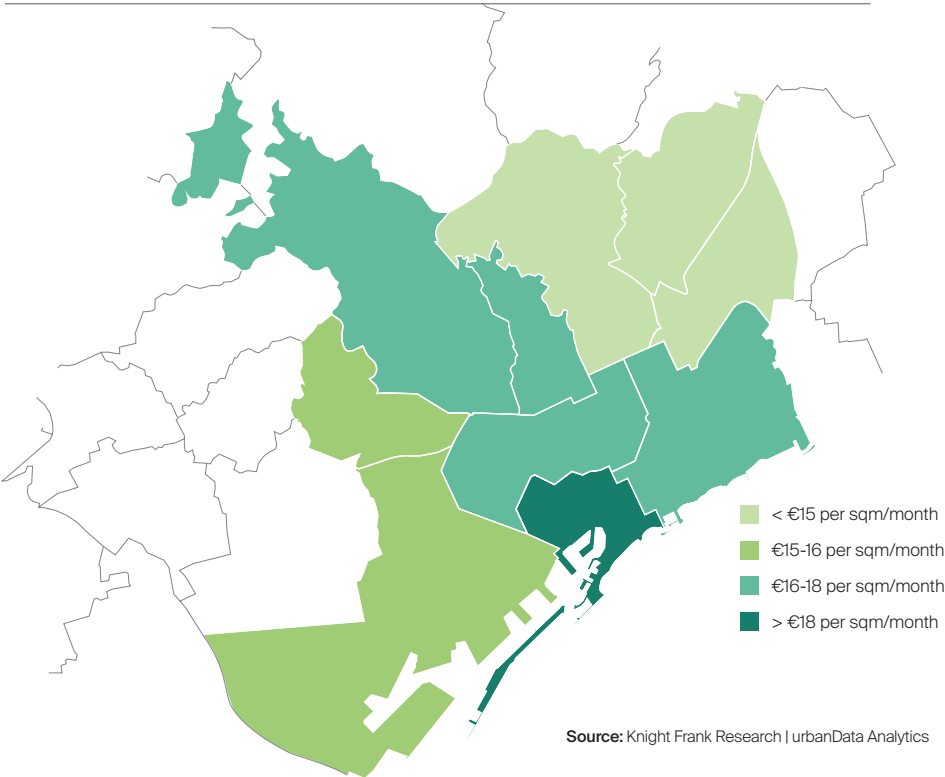 < €15 per sqm/month
€15-16 per sqm/month
€16-18 per sqm/month
> €18 per sqm/month
Source: Knight Frank Research | urbanData Analytics